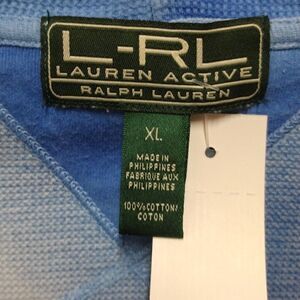 L-RL
LAUREN ACTIVE
RALPH LAUREN
XL
MADE IN
PHILIPPINES
FABRIQUE AUX
PHILIPPINES
100% COTTON/
COTON